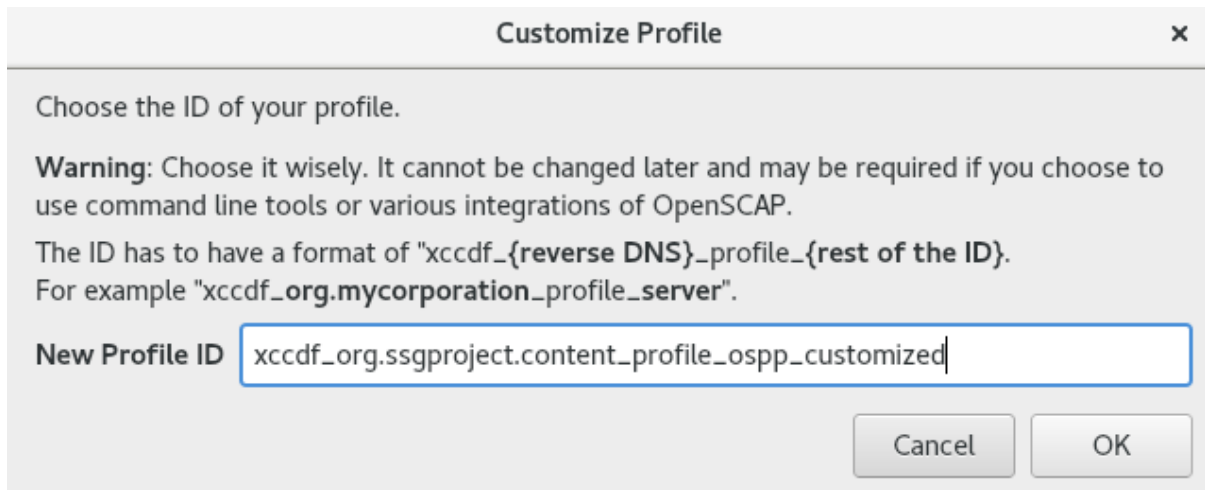 Customize Profile ×
Choose the ID of your profile.
Warning: Choose it wisely. It cannot be changed later and may be required if you choose to
use command line tools or various integrations of OpenSCAP.
The ID has to have a format of "xccdf_{reverse DNS}_profile_{rest of the ID}.
For example "xccdf_org.mycorporation_profile_server".
New Profile ID xccdf_org.ssgproject.content_profile_ospp_customized
Cancel OK